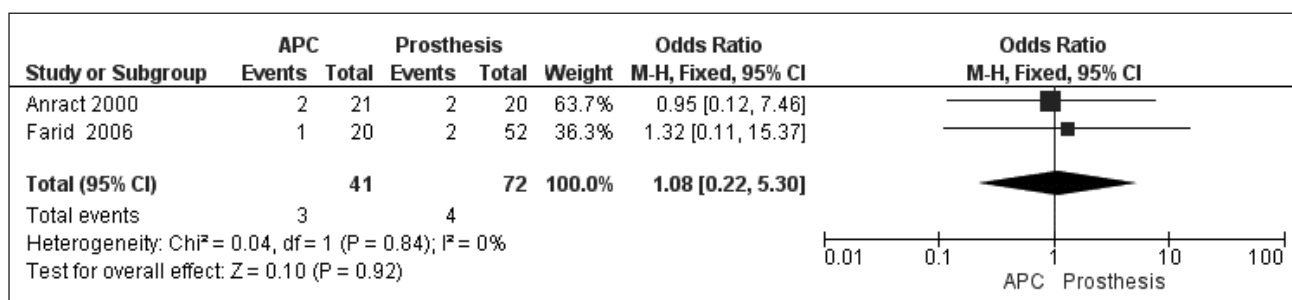 APC Prosthesis Odds Ratio Odds Ratio
Study or Subgroup Events Total Events Total Weight M-H, Fixed, 95% CI M-H, Fixed, 95% CI
Anract 2000 2 21 2 20 63.7% 0.95 [0.12, 7.46]
Farid 2006 1 20 2 52 36.3% 1.32 [0.11, 15.37]
Total (95% CI) 41 72 100.0% 1.08 [0.22, 5.30]
Total events 3 4
Heterogeneity: Chi² = 0.04, df = 1 (P = 0.84); I² = 0%
Test for overall effect: Z = 0.10 (P = 0.92)
0.01 0.1 1 10 100
APC Prosthesis